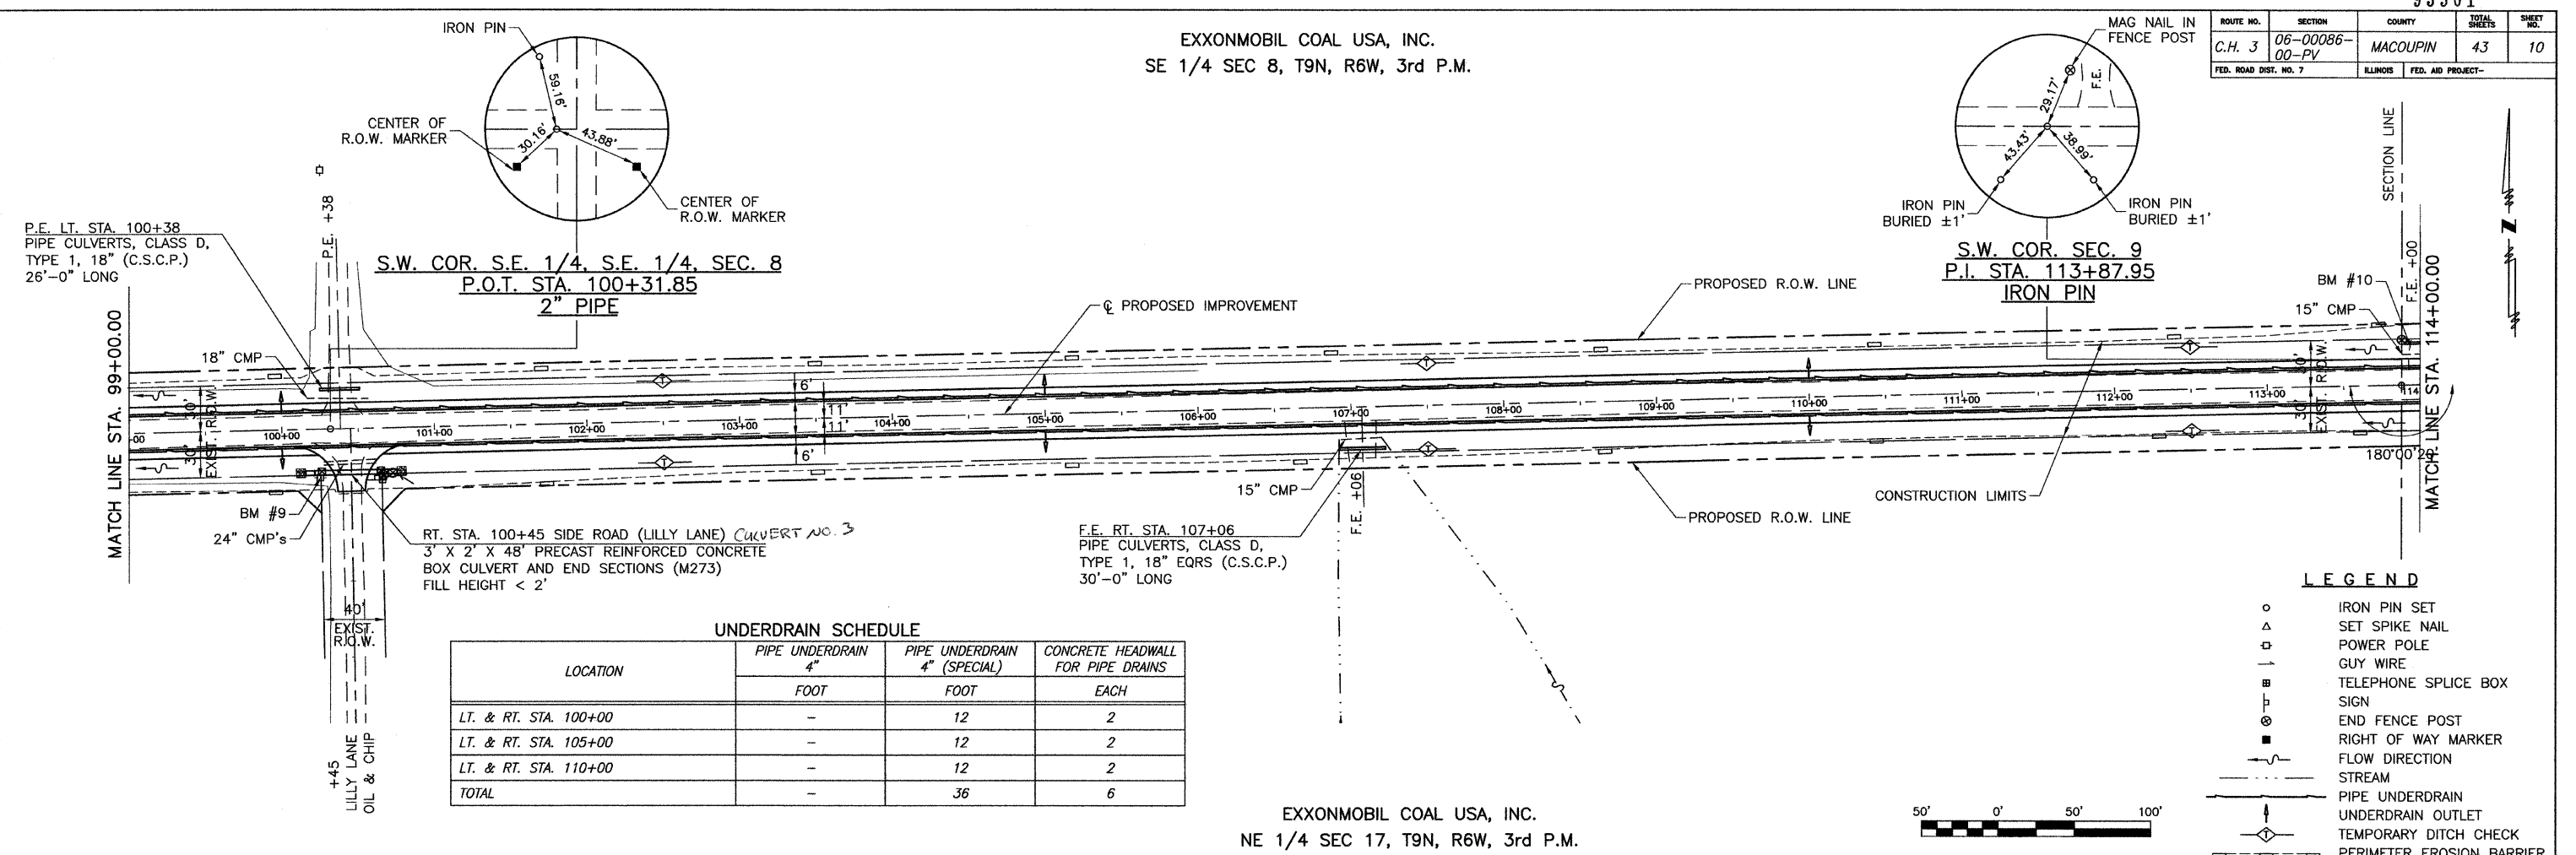 ROUTE NO. SECTION COUNTY TOTAL SHEETS SHEET NO.
C.H. 3 06-00086-00-PV MACOUPIN 43 10
FED. ROAD DIST. NO. 7 ILLINOIS FED. AID PROJECT-
EXXONMOBIL COAL USA, INC.
SE 1/4 SEC 8, T9N, R6W, 3rd P.M.
IRON PIN
59.16'
CENTER OF
R.O.W. MARKER
30.16'
43.88'
CENTER OF
R.O.W. MARKER
S.W. COR. S.E. 1/4, S.E. 1/4, SEC. 8
P.O.T. STA. 100+31.85
2" PIPE
MAG NAIL IN
FENCE POST
F.E.
29.17'
43.43'
38.99'
IRON PIN
BURIED ±1'
IRON PIN
BURIED ±1'
S.W. COR. SEC. 9
P.I. STA. 113+87.95
IRON PIN
SECTION LINE
N
P.E. LT. STA. 100+38
PIPE CULVERTS, CLASS D,
TYPE 1, 18" (C.S.C.P.)
26'-0" LONG
P.E. +38
18" CMP
MATCH LINE STA. 99+00.00
30'
30'
EXIST. R.O.W.
℄ PROPOSED IMPROVEMENT
PROPOSED R.O.W. LINE
F.E. +00
BM #10
15" CMP
MATCH LINE STA. 114+00.00
30'
30'
EXIST. R.O.W.
6'
11'
11'
6'
00
100+00
101+00
102+00
103+00
104+00
105+00
106+00
107+00
108+00
109+00
110+00
111+00
112+00
113+00
114
T
T
T
T
T
T
BM #9
24" CMP's
RT. STA. 100+45 SIDE ROAD (LILLY LANE) CULVERT NO. 3
3' X 2' X 48' PRECAST REINFORCED CONCRETE
BOX CULVERT AND END SECTIONS (M273)
FILL HEIGHT < 2'
40'
EXIST.
R.O.W.
+45
LILLY LANE
OIL & CHIP
15" CMP
F.E. +06
F.E. RT. STA. 107+06
PIPE CULVERTS, CLASS D,
TYPE 1, 18" EQRS (C.S.C.P.)
30'-0" LONG
CONSTRUCTION LIMITS
PROPOSED R.O.W. LINE
UNDERDRAIN SCHEDULE
LOCATION PIPE UNDERDRAIN 4" PIPE UNDERDRAIN 4" (SPECIAL) CONCRETE HEADWALL FOR PIPE DRAINS
FOOT FOOT EACH
LT. & RT. STA. 100+00 - 12 2
LT. & RT. STA. 105+00 - 12 2
LT. & RT. STA. 110+00 - 12 2
TOTAL - 36 6
EXXONMOBIL COAL USA, INC.
NE 1/4 SEC 17, T9N, R6W, 3rd P.M.
50' 0' 50' 100'
LEGEND
IRON PIN SET
SET SPIKE NAIL
POWER POLE
GUY WIRE
TELEPHONE SPLICE BOX
SIGN
END FENCE POST
RIGHT OF WAY MARKER
FLOW DIRECTION
STREAM
PIPE UNDERDRAIN
UNDERDRAIN OUTLET
T TEMPORARY DITCH CHECK
PERIMETER EROSION BARRIER